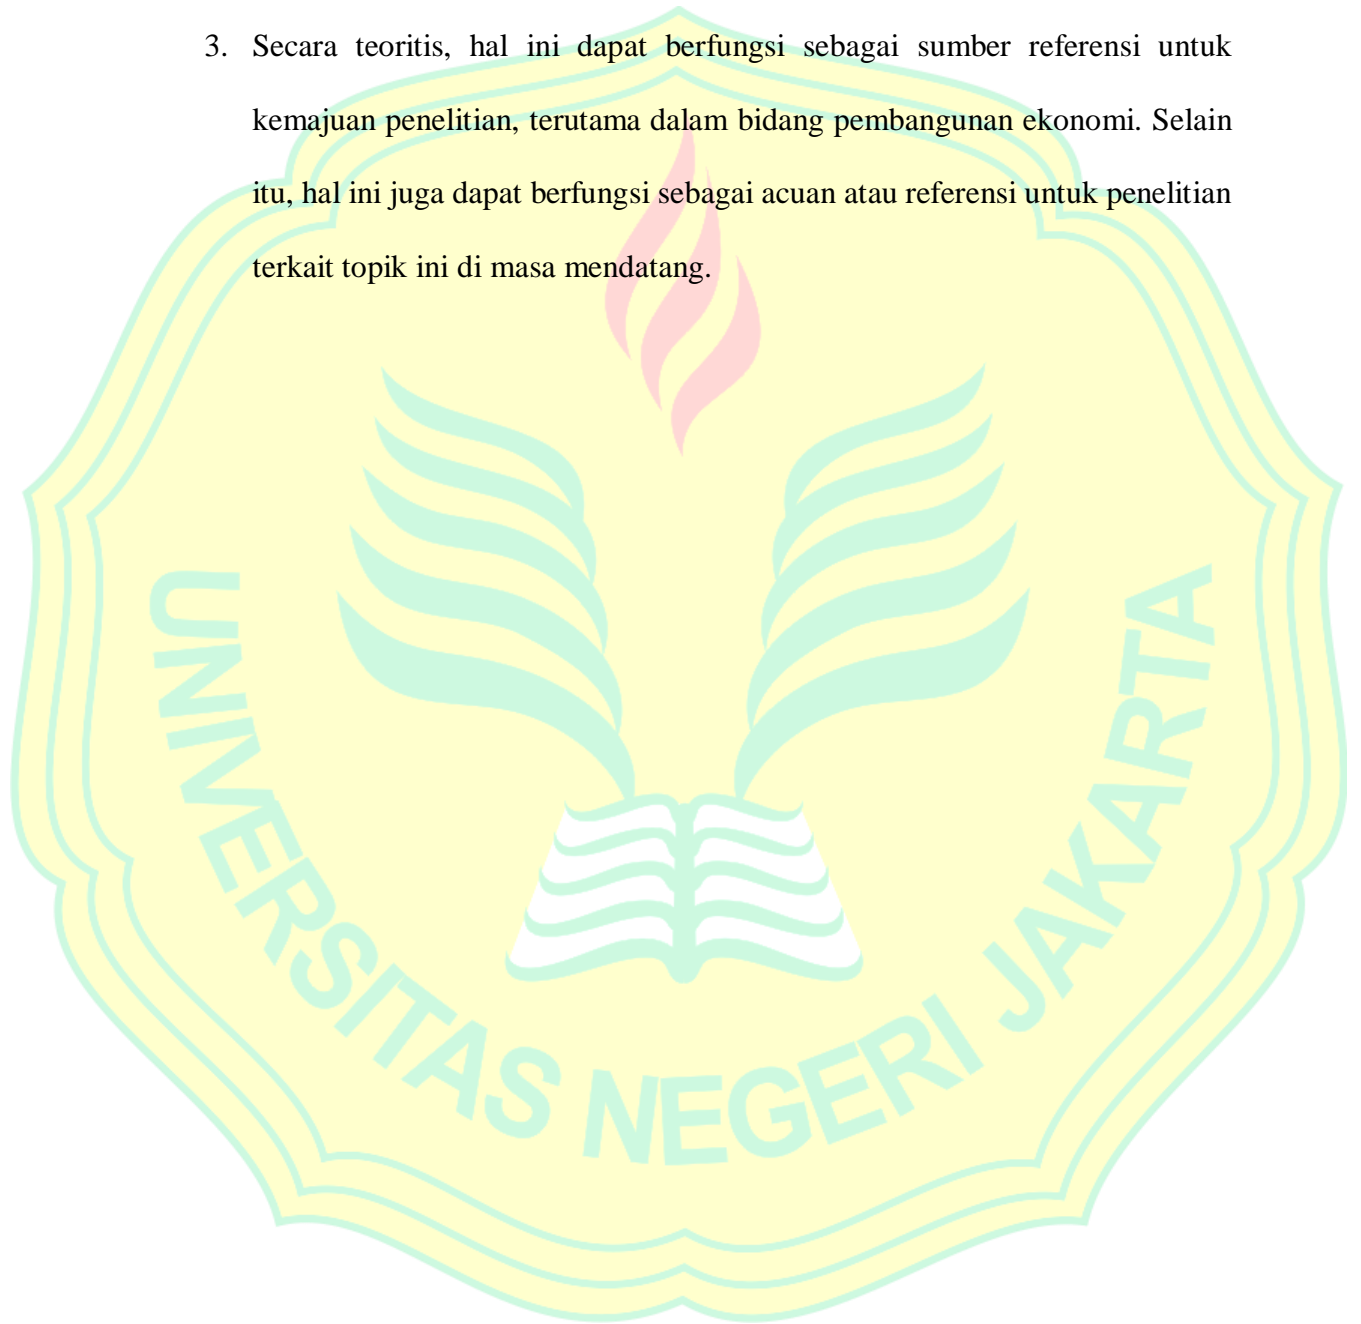 3. Secara teoritis, hal ini dapat berfungsi sebagai sumber referensi untuk
kemajuan penelitian, terutama dalam bidang pembangunan ekonomi. Selain
itu, hal ini juga dapat berfungsi sebagai acuan atau referensi untuk penelitian
terkait topik ini di masa mendatang.
UNIVERSITAS NEGERI JAKARTA